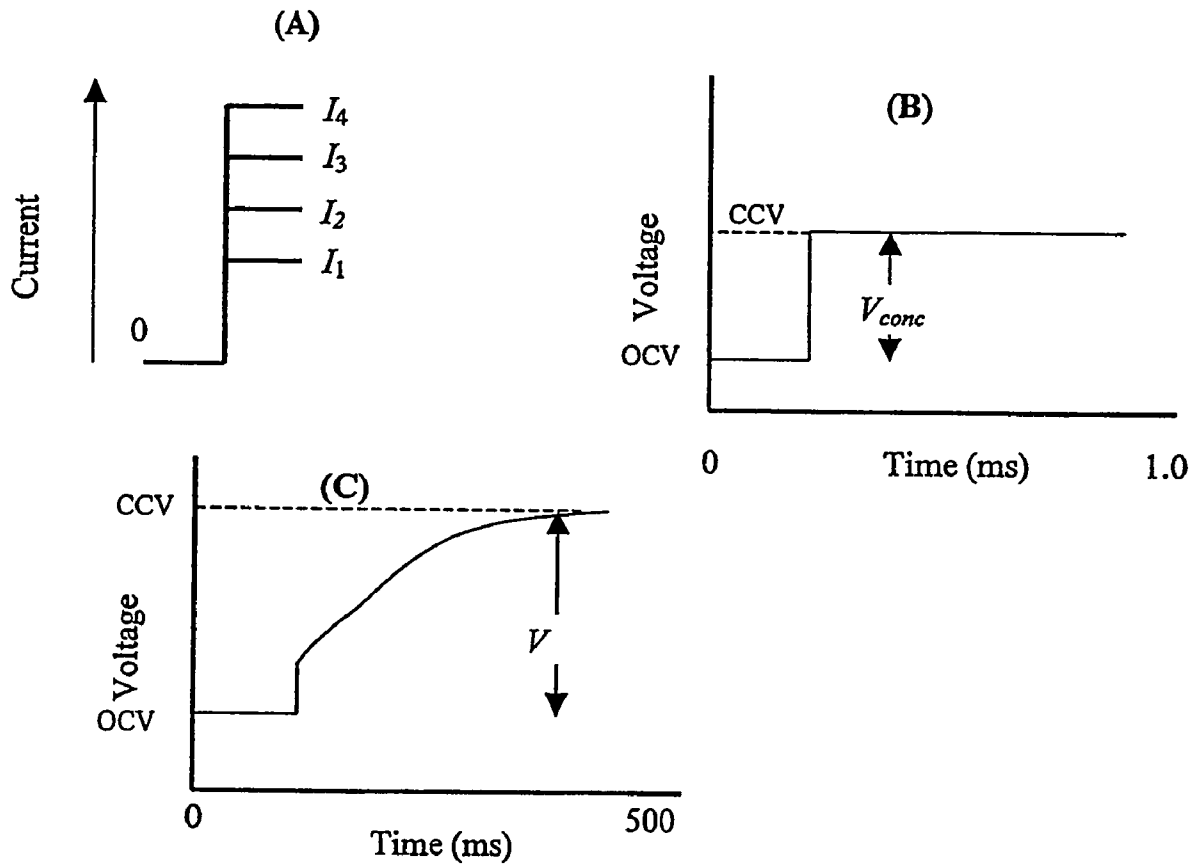 (A)
I4
I3
I2
I1
Current
0
(B)
CCV
Voltage
Vconc
OCV
0 Time (ms) 1.0
(C)
CCV
Voltage
V
OCV
0 500
Time (ms)